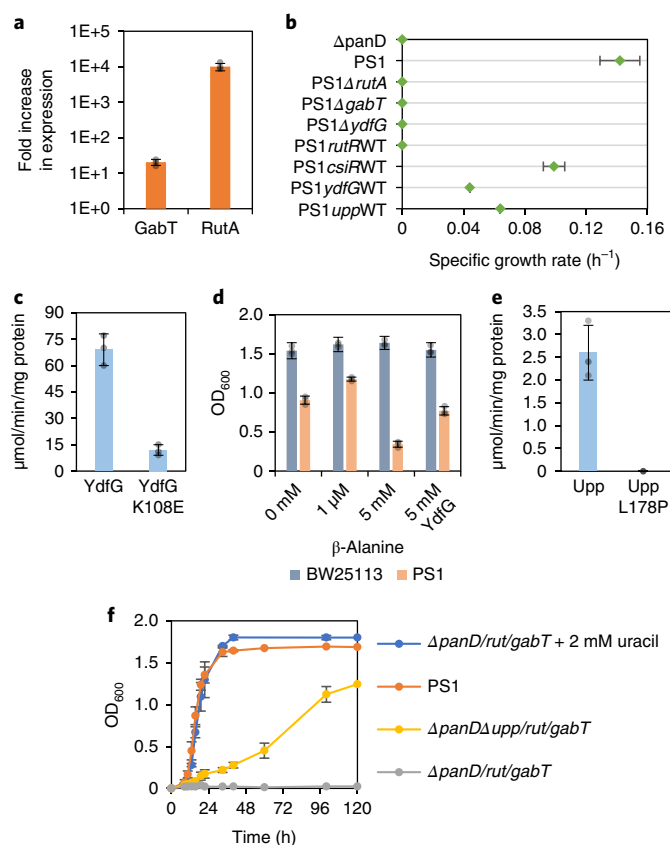 a
Fold increase
in expression
1E+5
1E+4
1E+3
1E+2
1E+1
1E+0
GabT RutA
b
ΔpanD
PS1
PS1ΔrutA
PS1ΔgabT
PS1ΔydfG
PS1rutRWT
PS1csiRWT
PS1ydfGWT
PS1uppWT
0 0.04 0.08 0.12 0.16
Specific growth rate (h⁻¹)
c
µmol/min/mg protein
90
75
60
45
30
15
0
YdfG YdfG
K108E
d
OD₆₀₀
2.0
1.5
1.0
0.5
0
0 mM
1 µM
5 mM
5 mM
YdfG
β-Alanine
BW25113 PS1
e
µmol/min/mg protein
3.5
3.0
2.5
2.0
1.5
1.0
0.5
0
Upp Upp
L178P
f
OD₆₀₀
2.0
1.5
1.0
0.5
0
0 24 48 72 96 120
Time (h)
ΔpanD/rut/gabT + 2 mM uracil
PS1
ΔpanDΔupp/rut/gabT
ΔpanD/rut/gabT